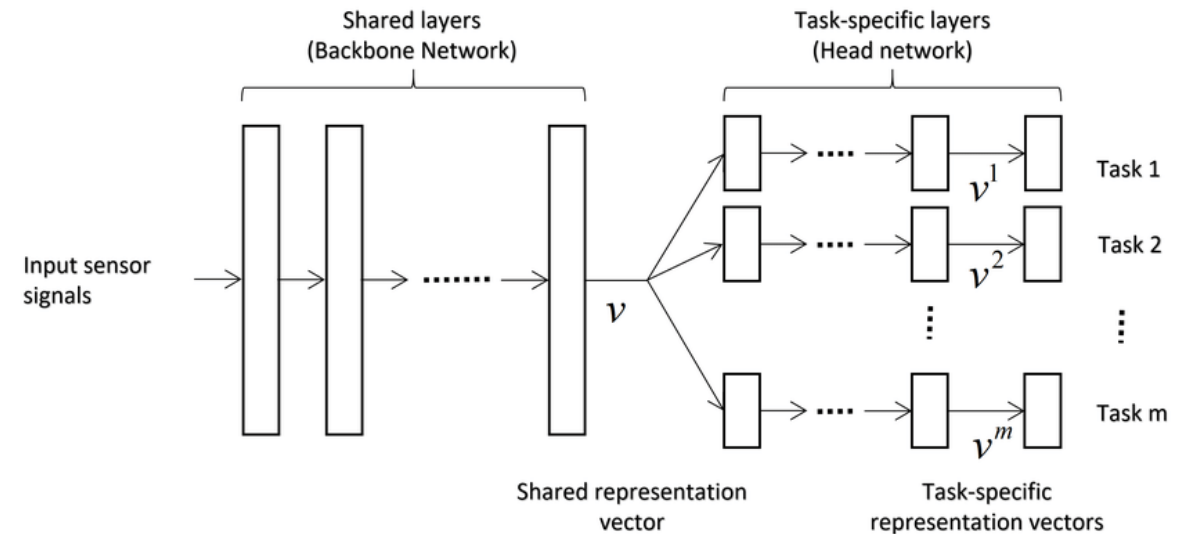 Shared layers
(Backbone Network)
Task-specific layers
(Head network)
Input sensor
signals
v
v¹
Task 1
v²
Task 2
vᵐ
Task m
Shared representation
vector
Task-specific
representation vectors